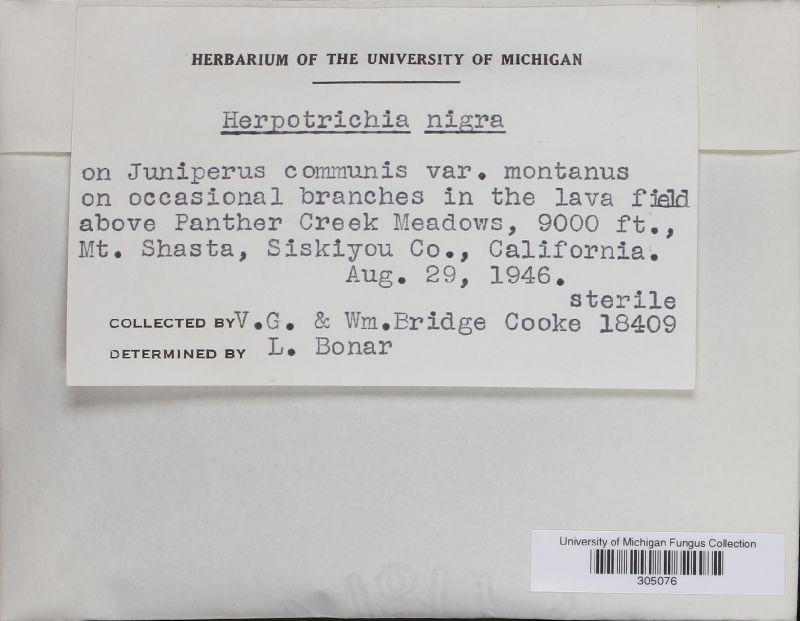 HERBARIUM OF THE UNIVERSITY OF MICHIGAN
Herpotrichia nigra
on Juniperus communis var. montanus
on occasional branches in the lava field
above Panther Creek Meadows, 9000 ft.,
Mt. Shasta, Siskiyou Co., California.
Aug. 29, 1946.
sterile
COLLECTED BY V.G. & Wm.Bridge Cooke 18409
DETERMINED BY L. Bonar
University of Michigan Fungus Collection
305076